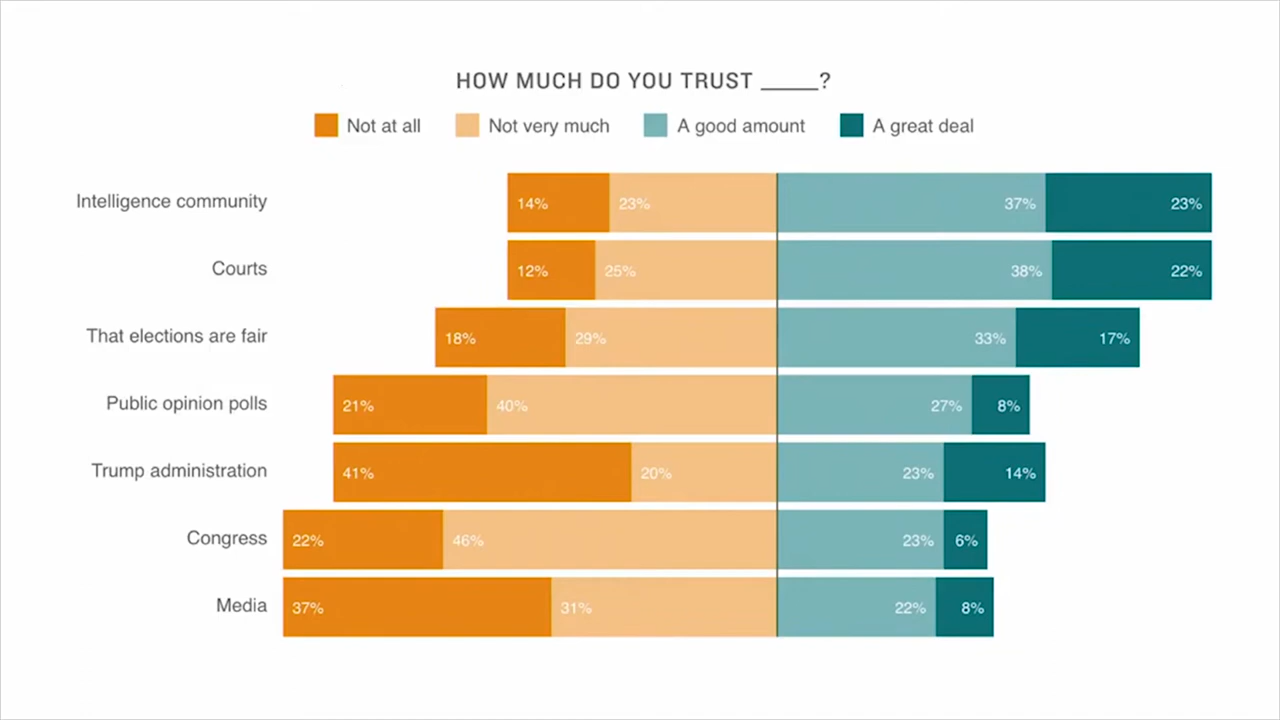 HOW MUCH DO YOU TRUST _____?
Not at all Not very much A good amount A great deal
Intelligence community 14% 23% 37% 23%
Courts 12% 25% 38% 22%
That elections are fair 18% 29% 33% 17%
Public opinion polls 21% 40% 27% 8%
Trump administration 41% 20% 23% 14%
Congress 22% 46% 23% 6%
Media 37% 31% 22% 8%